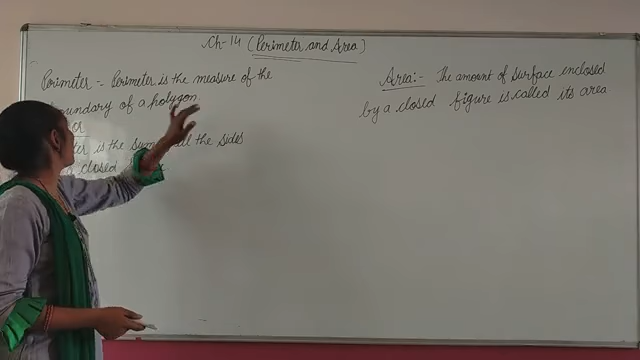 Ch-14 (Perimeter and Area)
Perimeter - Perimeter is the measure of the
boundary of a polygon.
or
is the sum all the sides
closed
Area:- The amount of surface enclosed
by a closed figure is called its area